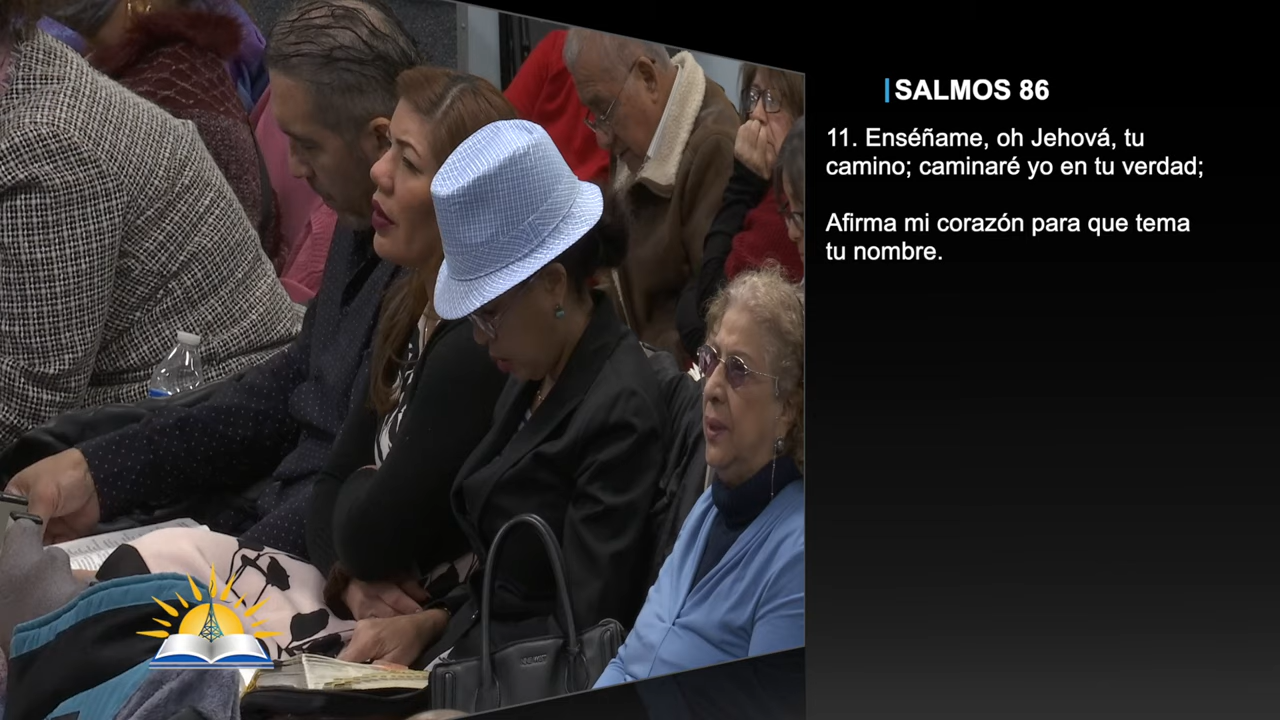 SALMOS 86
11. Enséñame, oh Jehová, tu
camino; caminaré yo en tu verdad;
Afirma mi corazón para que tema
tu nombre.